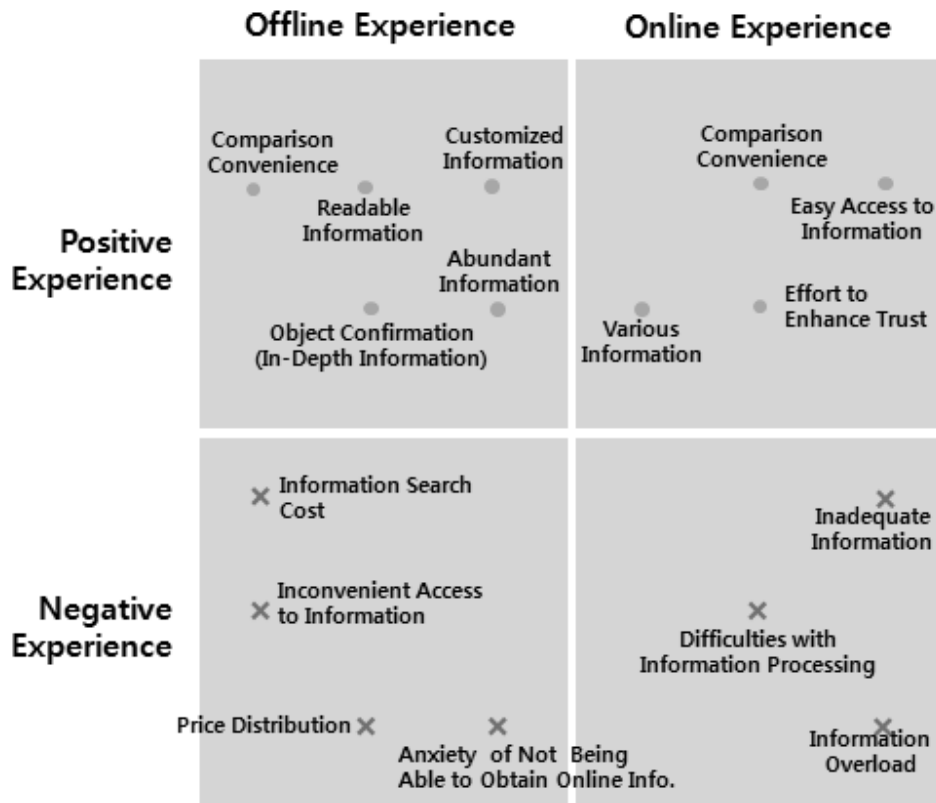 Offline Experience
Online Experience
Positive
Experience
Comparison
Convenience
Readable
Information
Customized
Information
Abundant
Information
Object Confirmation
(In-Depth Information)
Comparison
Convenience
Easy Access to
Information
Various
Information
Effort to
Enhance Trust
Negative
Experience
Information Search
Cost
Inconvenient Access
to Information
Price Distribution
Anxiety of Not Being
Able to Obtain Online Info.
Inadequate
Information
Difficulties with
Information Processing
Information
Overload